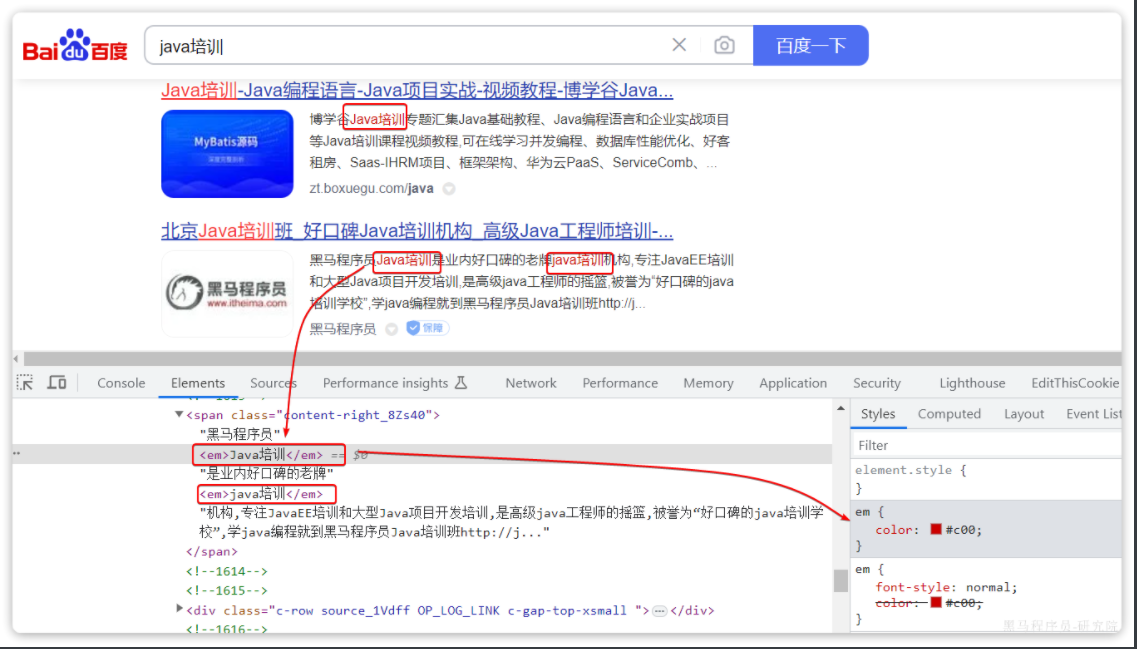 Bai du 百度
java培训
百度一下
Java培训-Java编程语言-Java项目实战-视频教程-博学谷Java...
MyBatis源码
博学谷Java培训专题汇集Java基础教程、Java编程语言和企业实战项目
等Java培训课程视频教程,可在线学习并发编程、数据库性能优化、好客
租房、Saas-IHRM项目、框架架构、华为云PaaS、ServiceComb、...
zt.boxuegu.com/java
北京Java培训班_好口碑Java培训机构_高级Java工程师培训-...
黑马程序员
www.itheima.com
黑马程序员Java培训是业内好口碑的老牌java培训机构,专注JavaEE培训
和大型Java项目开发培训,是高级java工程师的摇篮,被誉为“好口碑的java
培训学校”,学java编程就到黑马程序员Java培训班http://j...
黑马程序员 保障
Console Elements Sources Performance insights Network Performance Memory Application Security Lighthouse EditThisCookie
<span class="content-right_8Zs40">
"黑马程序员"
<em>Java培训</em> == $0
"是业内好口碑的老牌"
<em>java培训</em>
"机构,专注JavaEE培训和大型Java项目开发培训,是高级java工程师的摇篮,被誉为“好口碑的java培训学
校”,学java编程就到黑马程序员Java培训班http://j..."
</span>
<!--1614-->
<!--1615-->
<div class="c-row source_1Vdff OP_LOG_LINK c-gap-top-xsmall ">…</div>
<!--1616-->
Styles Computed Layout Event List
Filter
element.style {
}
em {
color: #c00;
}
em {
font-style: normal;
color: #c00;
}
黑马程序员-研究院